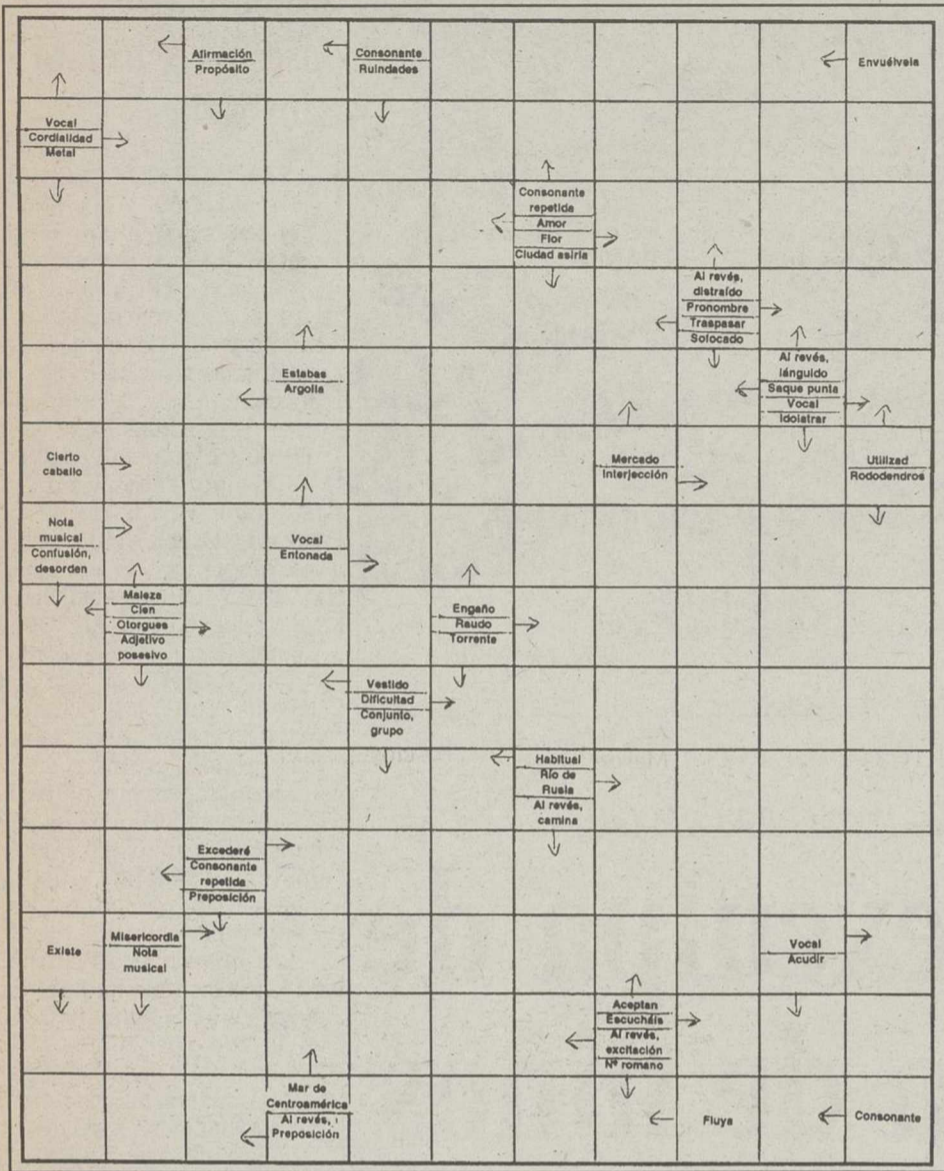 Afirmación
Propósito
Consonante
Ruindades
Envuélvela
Vocal
Cordialidad
Metal
Consonante
repetida
Amor
Flor
Ciudad asiria
Al revés,
distraído
Pronombre
Traspasar
Sofocado
Estabas
Argolla
Al revés,
lánguido
Saque punta
Vocal
Idolatrar
Cierto
caballo
Mercado
Interjección
Utilizad
Rododendros
Nota
musical
Confusión,
desorden
Vocal
Entonada
Maleza
Cien
Otorgues
Adjetivo
posesivo
Engaño
Raudo
Torrente
Vestido
Dificultad
Conjunto,
grupo
Habitual
Río de
Rusia
Al revés,
camina
Excederé
Consonante
repetida
Preposición
Existe
Misericordia
Nota
musical
Vocal
Acudir
Aceptan
Escucháis
Al revés,
excitación
Nº romano
Mar de
Centroamérica
Al revés,
Preposición
Fluya
Consonante